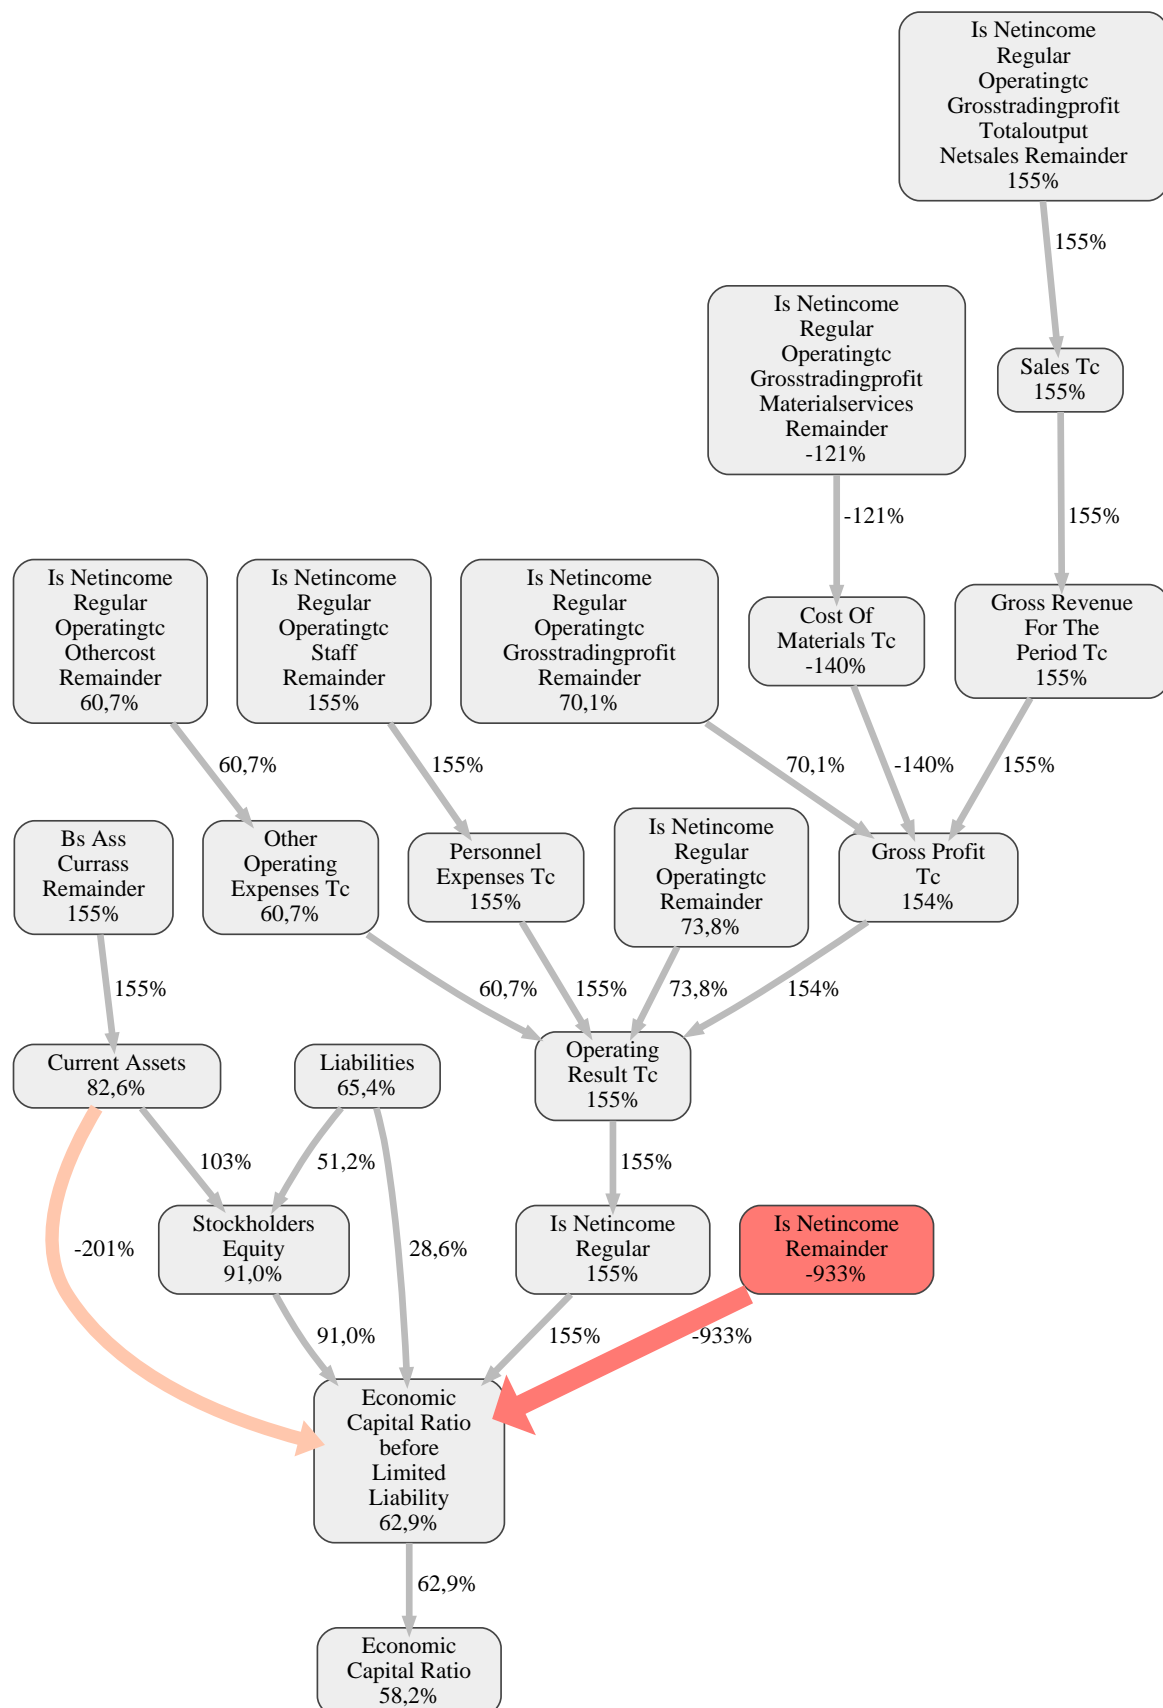 Is Netincome
Regular
Operatingtc
Grosstradingprofit
Totaloutput
Netsales Remainder
155%
155%
Is Netincome
Regular
Operatingtc
Grosstradingprofit
Materialservices
Remainder
-121%
Sales Tc
155%
-121%
155%
Is Netincome
Regular
Operatingtc
Othercost
Remainder
60,7%
Is Netincome
Regular
Operatingtc
Staff
Remainder
155%
Is Netincome
Regular
Operatingtc
Grosstradingprofit
Remainder
70,1%
Cost Of
Materials Tc
-140%
Gross Revenue
For The
Period Tc
155%
60,7%
155%
70,1%
-140%
155%
Bs Ass
Currass
Remainder
155%
Other
Operating
Expenses Tc
60,7%
Personnel
Expenses Tc
155%
Is Netincome
Regular
Operatingtc
Remainder
73,8%
Gross Profit
Tc
154%
155%
60,7%
155%
73,8%
154%
Current Assets
82,6%
Liabilities
65,4%
Operating
Result Tc
155%
103%
51,2%
155%
Stockholders
Equity
91,0%
Is Netincome
Regular
155%
Is Netincome
Remainder
-933%
-201%
28,6%
91,0%
155%
-933%
Economic
Capital Ratio
before
Limited
Liability
62,9%
62,9%
Economic
Capital Ratio
58,2%